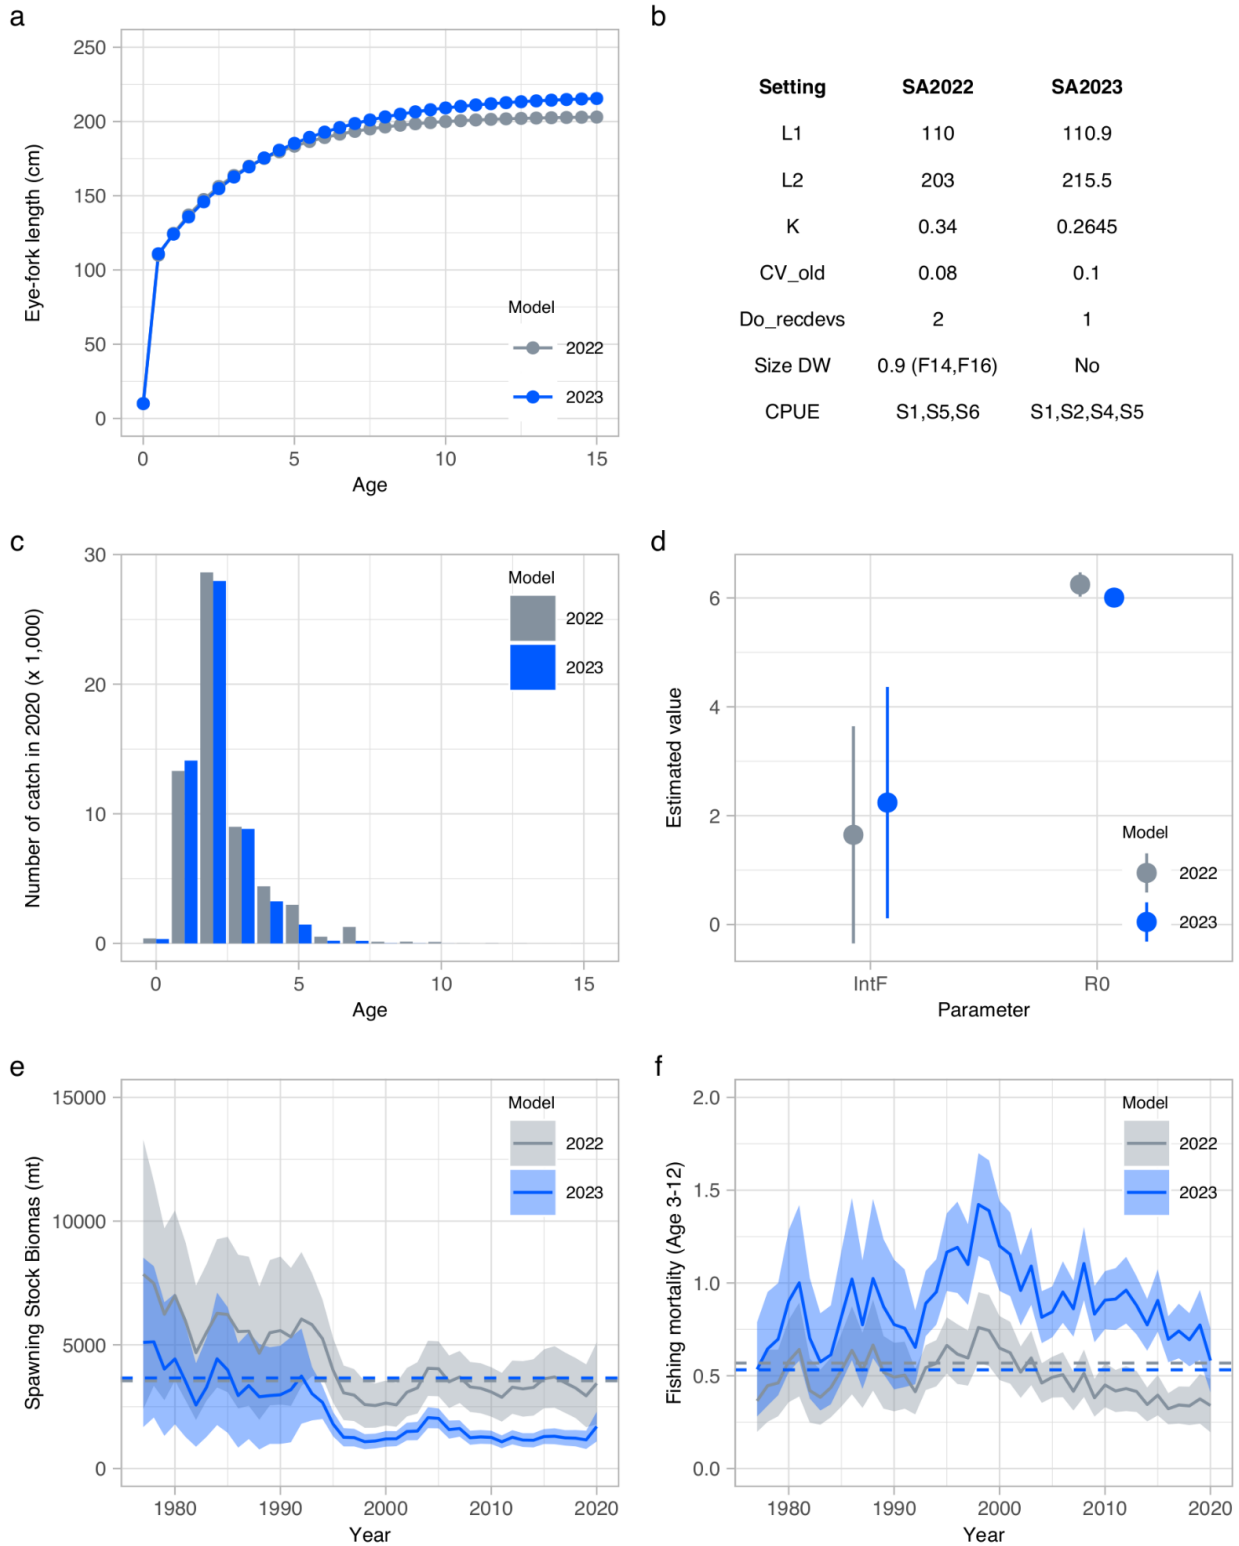 a
250
200
150
100
50
0
Eye-fork length (cm)
Model
2022
2023
0 5 10 15
Age
b
Setting SA2022 SA2023
L1 110 110.9
L2 203 215.5
K 0.34 0.2645
CV_old 0.08 0.1
Do_recdevs 2 1
Size DW 0.9 (F14,F16) No
CPUE S1,S5,S6 S1,S2,S4,S5
c
30
20
10
0
Number of catch in 2020 (x 1,000)
Model
2022
2023
0 5 10 15
Age
d
6
4
2
0
Estimated value
Model
2022
2023
IntF R0
Parameter
e
15000
10000
5000
0
Spawning Stock Biomas (mt)
Model
2022
2023
1980 1990 2000 2010 2020
Year
f
2.0
1.5
1.0
0.5
0.0
Fishing mortality (Age 3-12)
Model
2022
2023
1980 1990 2000 2010 2020
Year